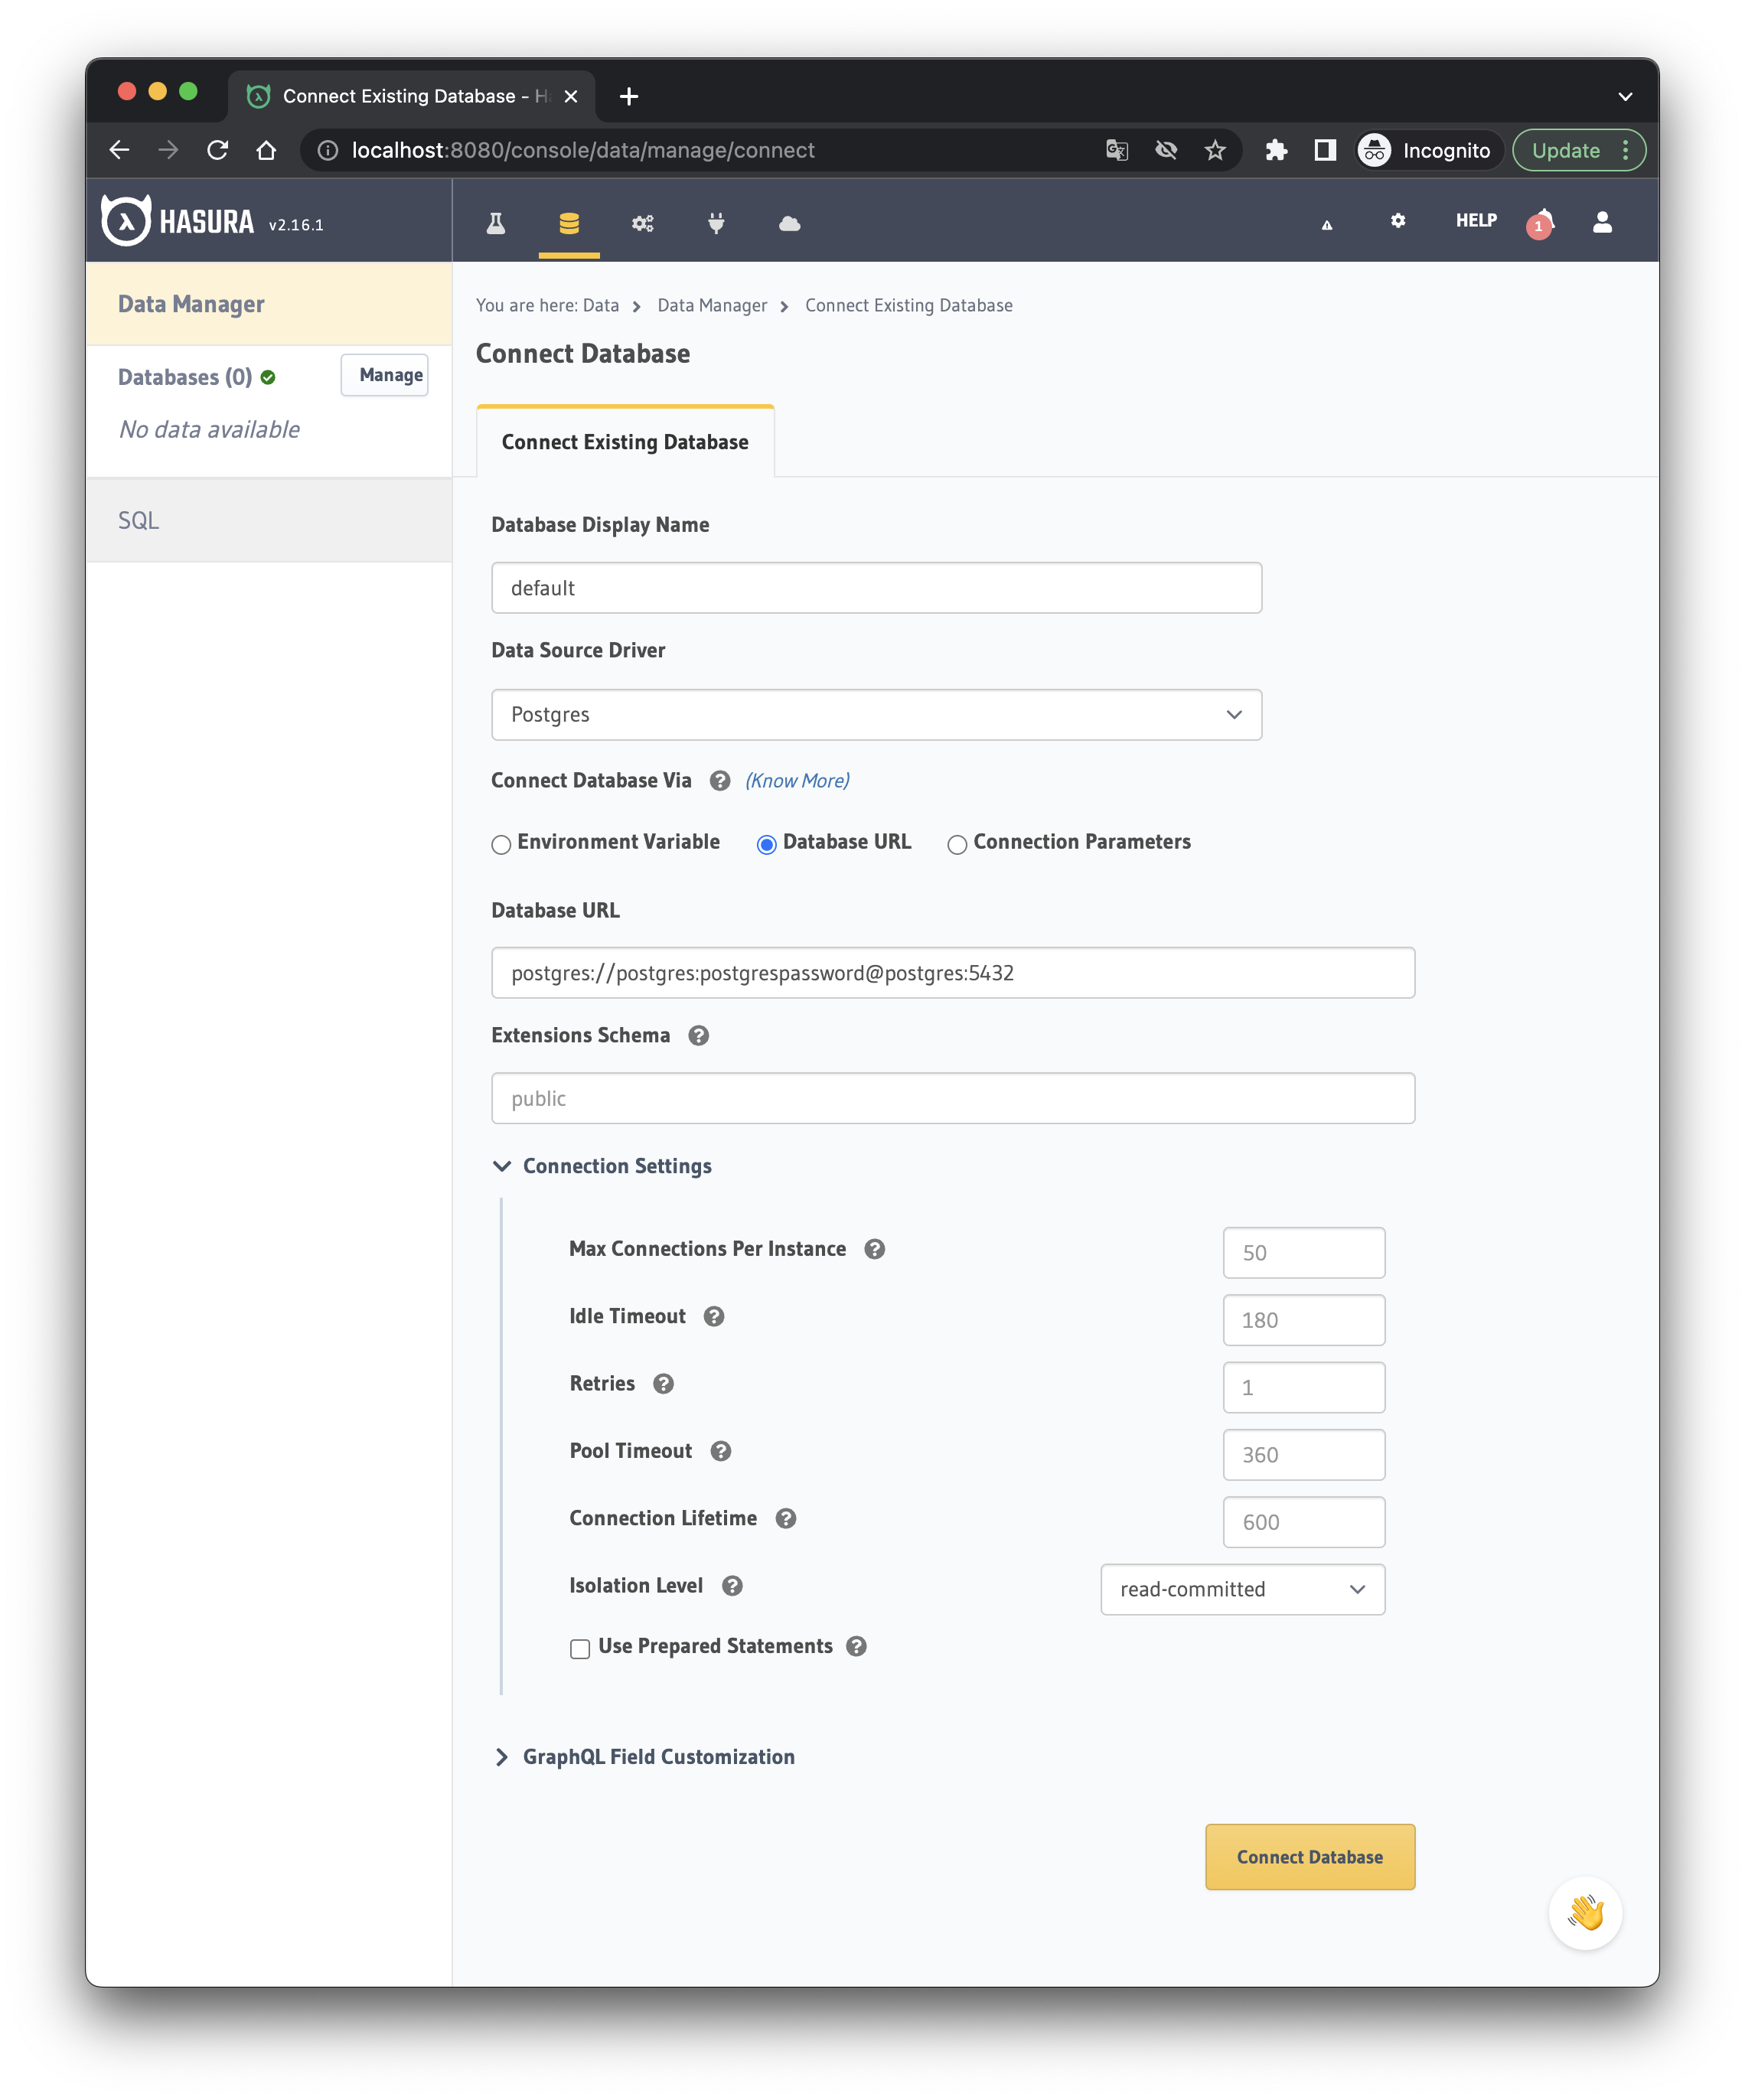 Connect Existing Database - H
localhost:8080/console/data/manage/connect
Incognito
Update
HASURA v2.16.1
HELP
1
Data Manager
Databases (0)
Manage
No data available
SQL
You are here: Data > Data Manager > Connect Existing Database
Connect Database
Connect Existing Database
Database Display Name
default
Data Source Driver
Postgres
Connect Database Via ? (Know More)
Environment Variable Database URL Connection Parameters
Database URL
postgres://postgres:postgrespassword@postgres:5432
Extensions Schema ?
public
Connection Settings
Max Connections Per Instance ? 50
Idle Timeout ? 180
Retries ? 1
Pool Timeout ? 360
Connection Lifetime ? 600
Isolation Level ? read-committed
Use Prepared Statements ?
GraphQL Field Customization
Connect Database